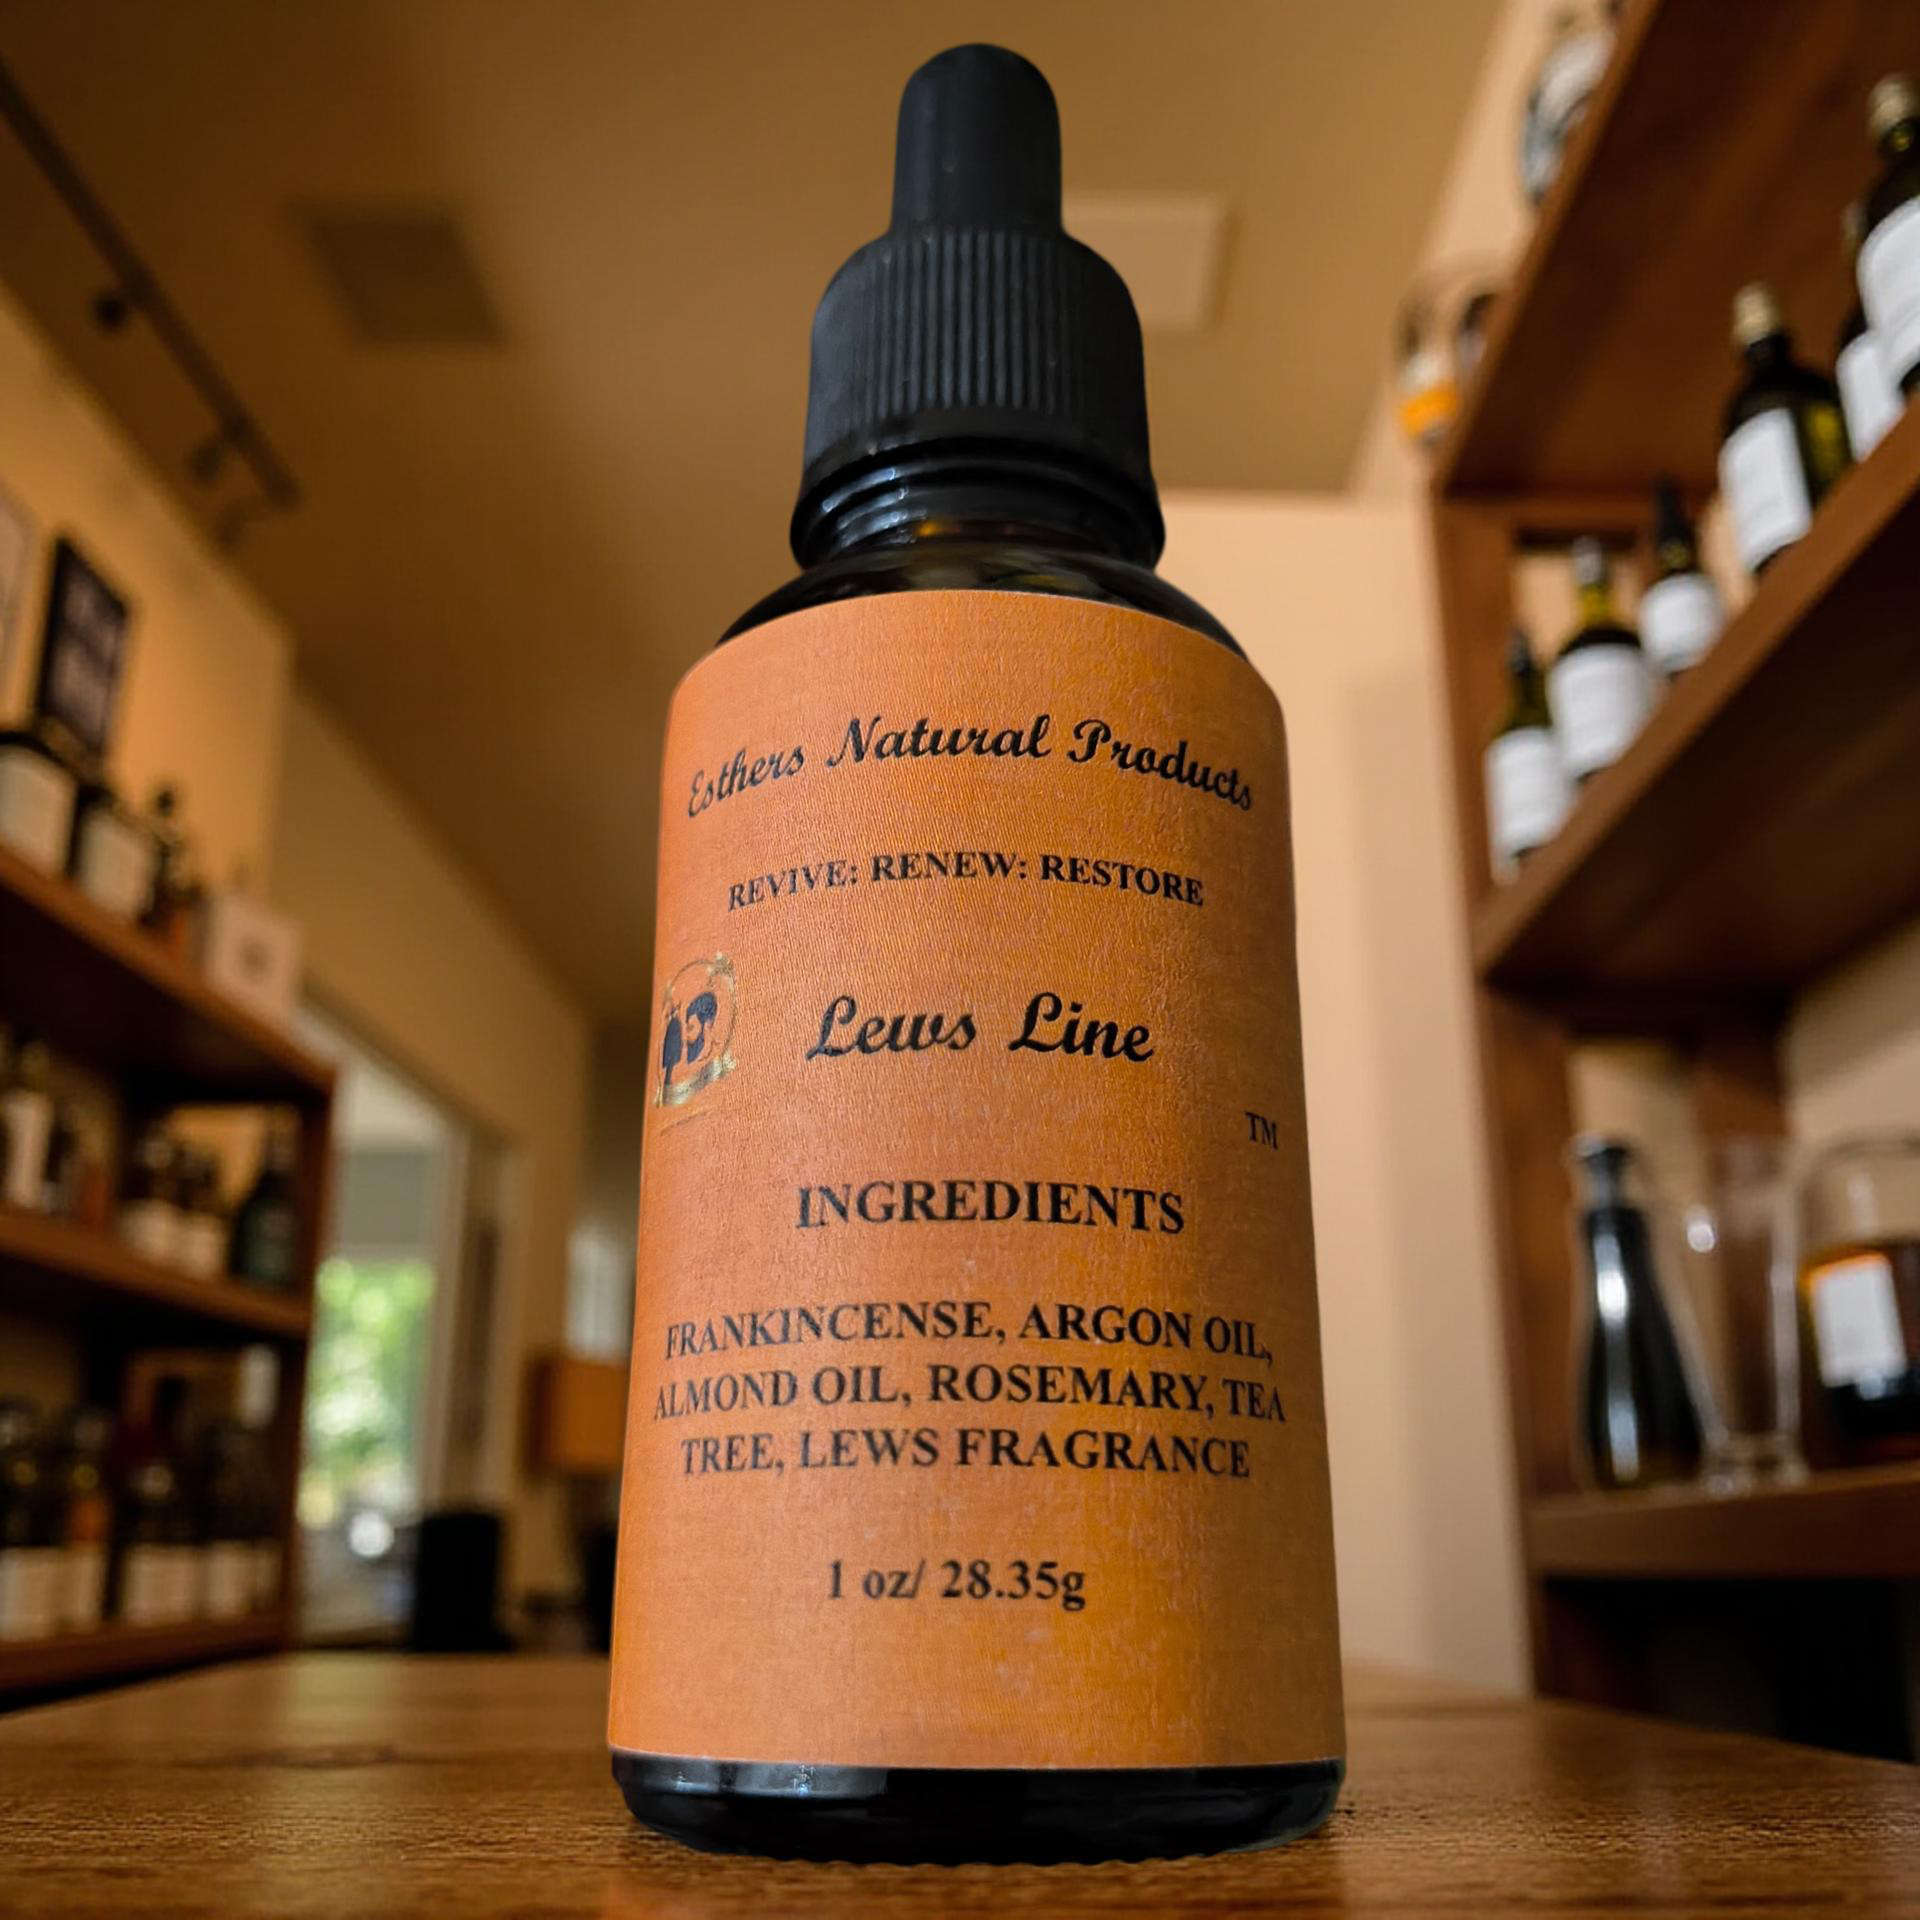 Esthers Natural Products
REVIVE: RENEW: RESTORE
Lews Line
TM
INGREDIENTS
FRANKINCENSE, ARGON OIL,
ALMOND OIL, ROSEMARY, TEA
TREE, LEWS FRAGRANCE
1 oz/ 28.35g